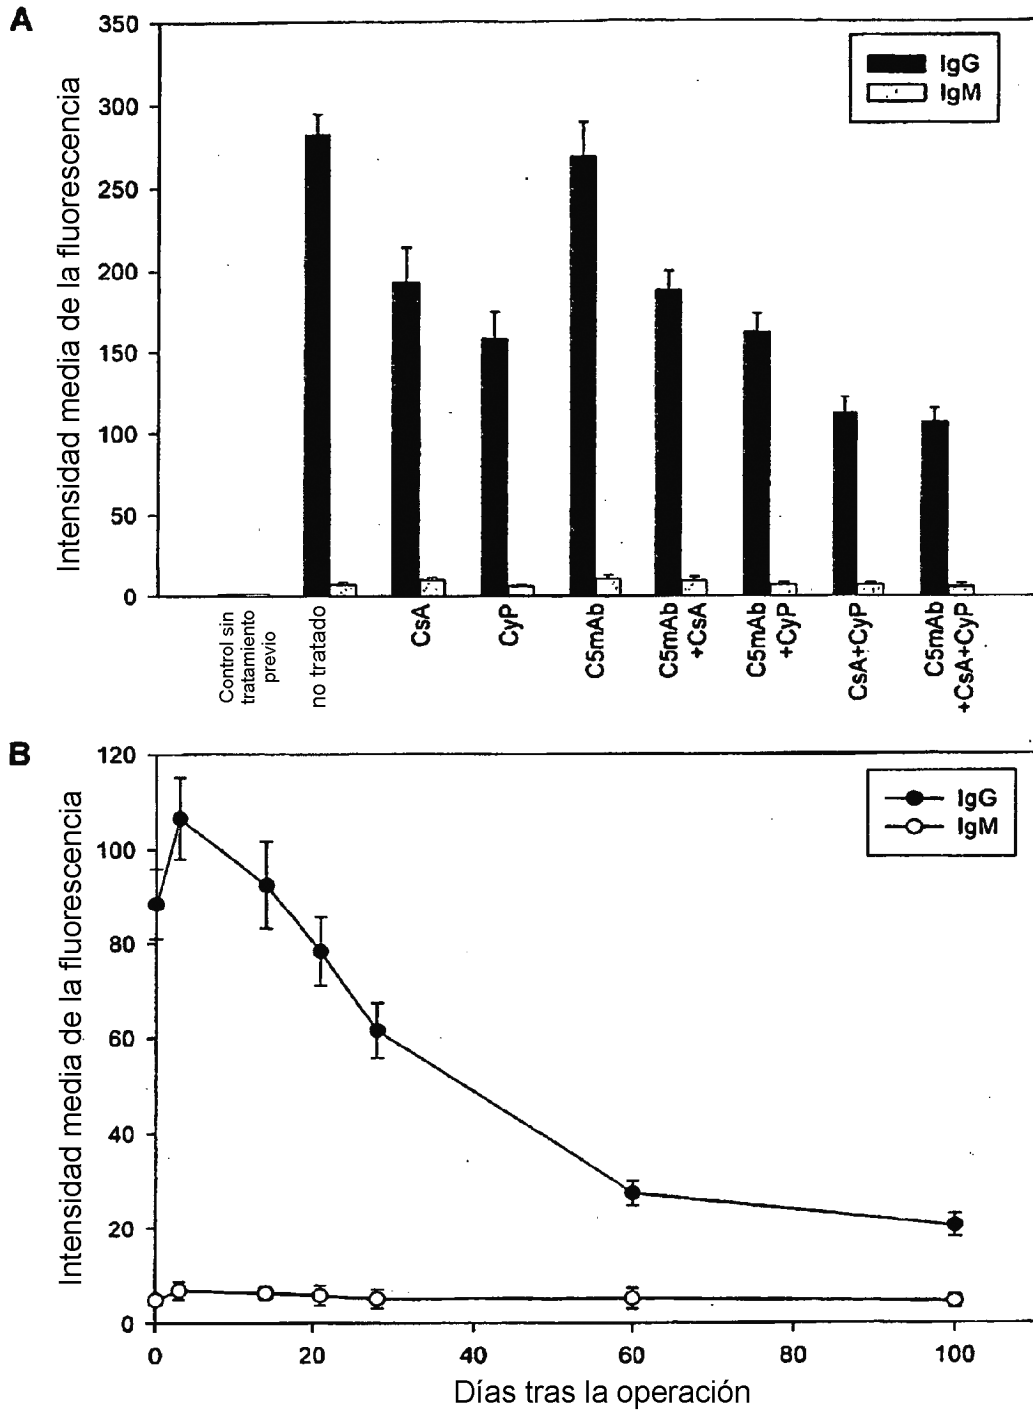 A
Intensidad media de la fluorescencia
350
300
250
200
150
100
50
0
IgG
IgM
Control sin
tratamiento
previo
no tratado
CsA
CyP
C5mAb
C5mAb
+CsA
C5mAb
+CyP
CsA+CyP
C5mAb
+CsA+CyP
B
Intensidad media de la fluorescencia
120
100
80
60
40
20
0
IgG
IgM
0
20
40
60
80
100
Días tras la operación